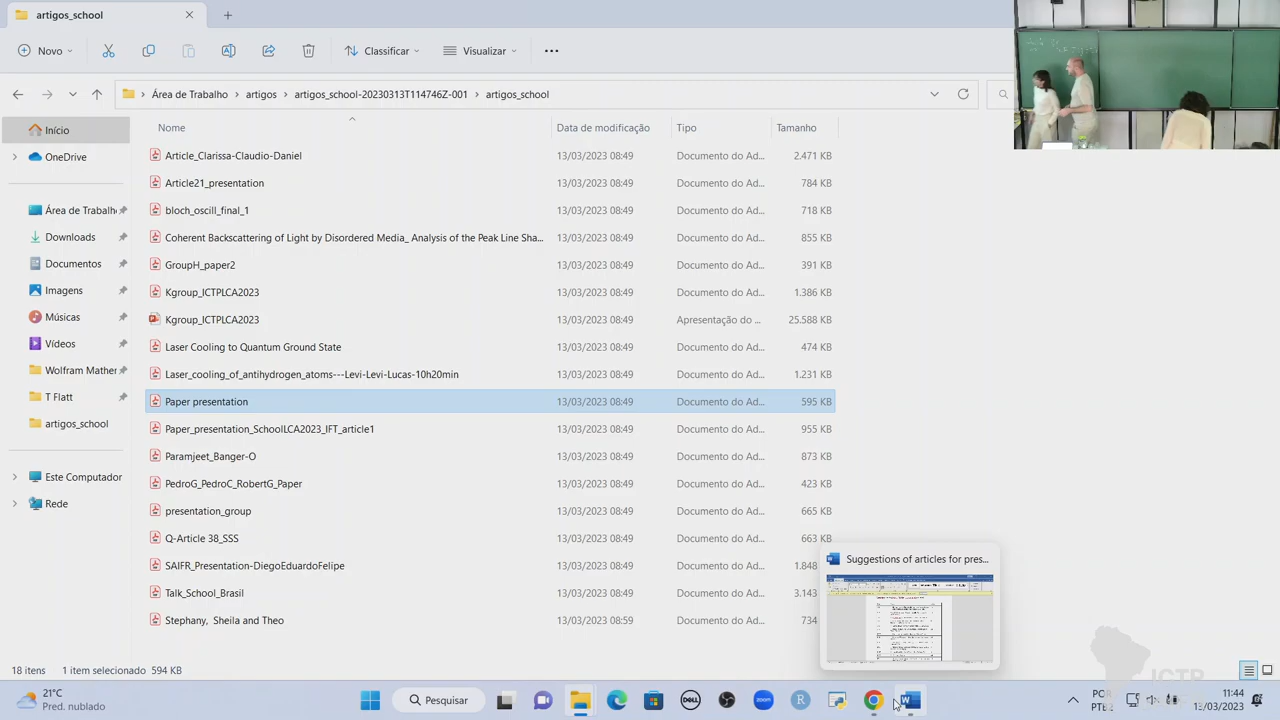 artigos_school
Novo
Classificar
Visualizar
Área de Trabalho > artigos > artigos_school-20230313T114746Z-001 > artigos_school
Início
OneDrive
Área de Trabalh
Downloads
Documentos
Imagens
Músicas
Vídeos
Wolfram Mather
T Flatt
artigos_school
Este Computador
Rede
Nome Data de modificação Tipo Tamanho
Article_Clarissa-Claudio-Daniel 13/03/2023 08:49 Documento do Ad... 2.471 KB
Article21_presentation 13/03/2023 08:49 Documento do Ad... 784 KB
bloch_oscill_final_1 13/03/2023 08:49 Documento do Ad... 718 KB
Coherent Backscattering of Light by Disordered Media_ Analysis of the Peak Line Sha... 13/03/2023 08:49 Documento do Ad... 855 KB
GroupH_paper2 13/03/2023 08:49 Documento do Ad... 391 KB
Kgroup_ICTPLCA2023 13/03/2023 08:49 Documento do Ad... 1.386 KB
Kgroup_ICTPLCA2023 13/03/2023 08:49 Apresentação do ... 25.588 KB
Laser Cooling to Quantum Ground State 13/03/2023 08:49 Documento do Ad... 474 KB
Laser_cooling_of_antihydrogen_atoms---Levi-Levi-Lucas-10h20min 13/03/2023 08:49 Documento do Ad... 1.231 KB
Paper presentation 13/03/2023 08:49 Documento do Ad... 595 KB
Paper_presentation_SchoolLCA2023_IFT_article1 13/03/2023 08:49 Documento do Ad... 955 KB
Paramjeet_Banger-O 13/03/2023 08:49 Documento do Ad... 873 KB
PedroG_PedroC_RobertG_Paper 13/03/2023 08:49 Documento do Ad... 423 KB
presentation_group 13/03/2023 08:49 Documento do Ad... 665 KB
Q-Article 38_SSS 13/03/2023 08:49 Documento do Ad... 663 KB
SAIFR_Presentation-DiegoEduardoFelipe 13/03/2023 08:49 Documento do Ad... 1.848
Talk_School_Brasil 13/03/2023 08:49 Documento do Ad... 3.143
Stephany, Sheila and Theo 13/03/2023 08:59 Documento do Ad... 734
Suggestions of articles for pres...
18 itens 1 item selecionado 594 KB
ICTP
21°C
Pred. nublado
Pesquisar
DELL
zoom
R
W
POR
PTB2
11:44
13/03/2023